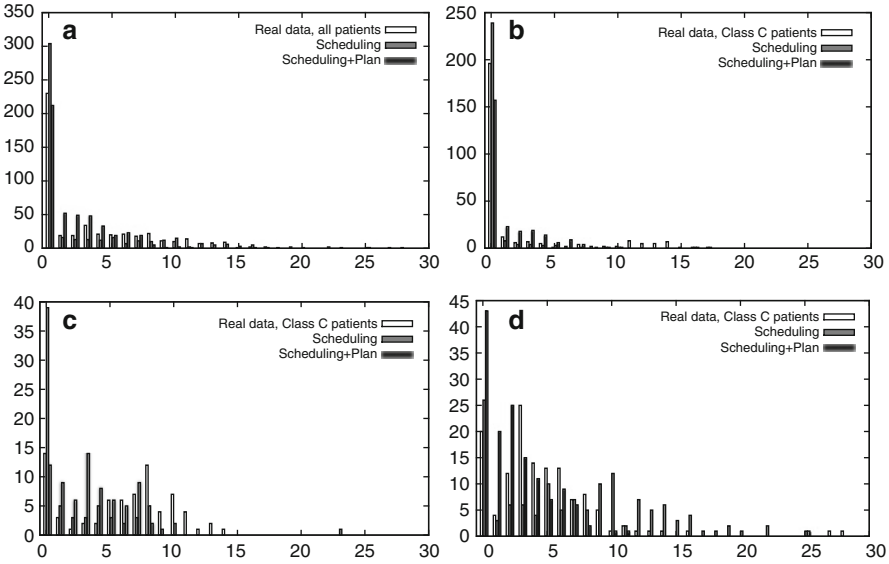 a
Real data, all patients
Scheduling
Scheduling+Plan
350
300
250
200
150
100
50
0
0 5 10 15 20 25 30
b
Real data, Class C patients
Scheduling
Scheduling+Plan
250
200
150
100
50
0
0 5 10 15 20 25 30
c
Real data, Class C patients
Scheduling
Scheduling+Plan
40
35
30
25
20
15
10
5
0
0 5 10 15 20 25 30
d
Real data, Class C patients
Scheduling
Scheduling+Plan
45
40
35
30
25
20
15
10
5
0
0 5 10 15 20 25 30